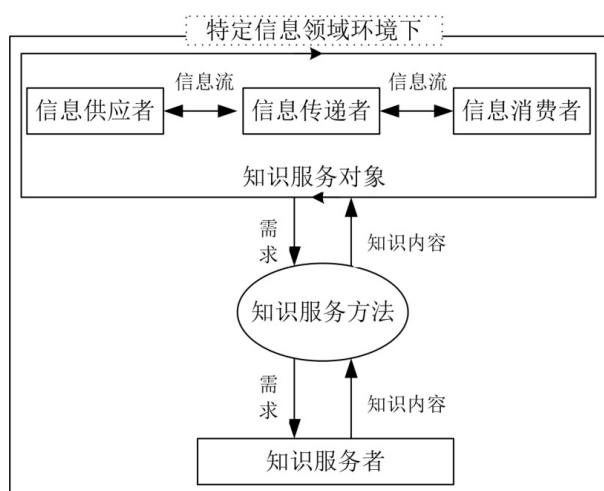 特定信息领域环境下
信息流
信息流
信息供应者
信息传递者
信息消费者
知识服务对象
需求
知识内容
知识服务方法
需求
知识内容
知识服务者